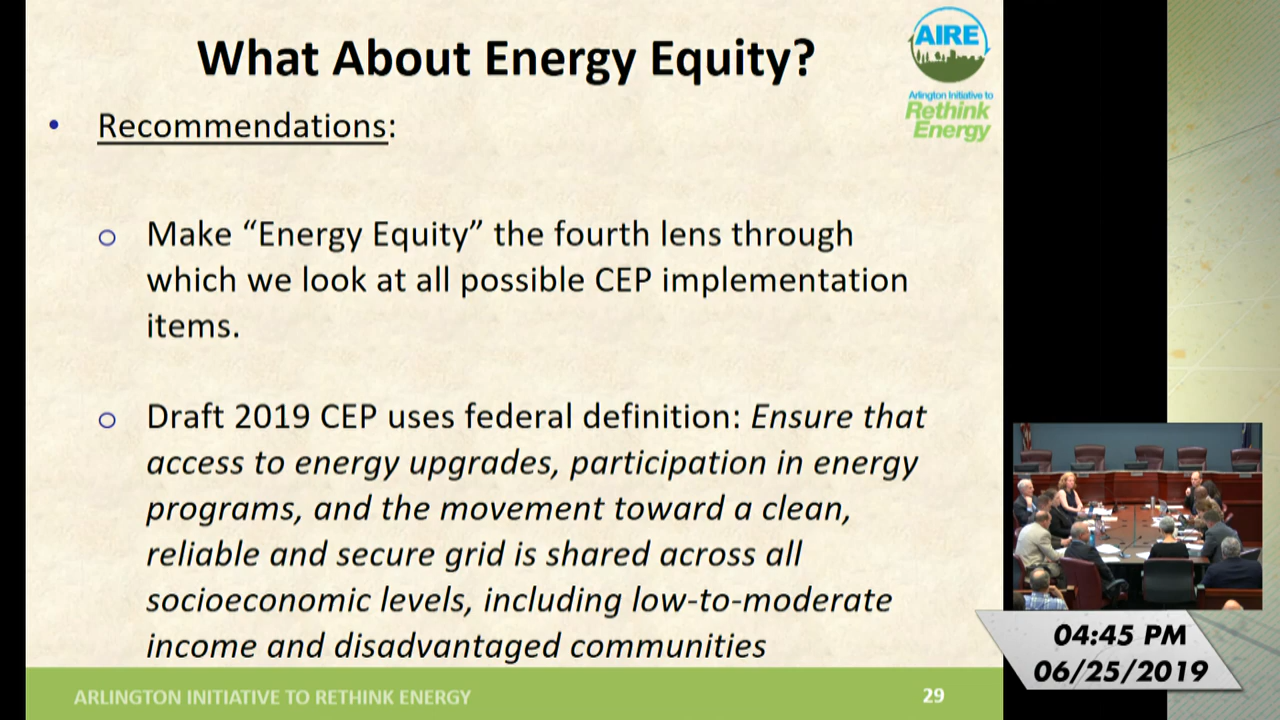 What About Energy Equity?
AIRE
Arlington Initiative to
Rethink
Energy
• Recommendations:
o Make “Energy Equity” the fourth lens through
which we look at all possible CEP implementation
items.
o Draft 2019 CEP uses federal definition: Ensure that
access to energy upgrades, participation in energy
programs, and the movement toward a clean,
reliable and secure grid is shared across all
socioeconomic levels, including low-to-moderate
income and disadvantaged communities
ARLINGTON INITIATIVE TO RETHINK ENERGY
29
04:45 PM
06/25/2019